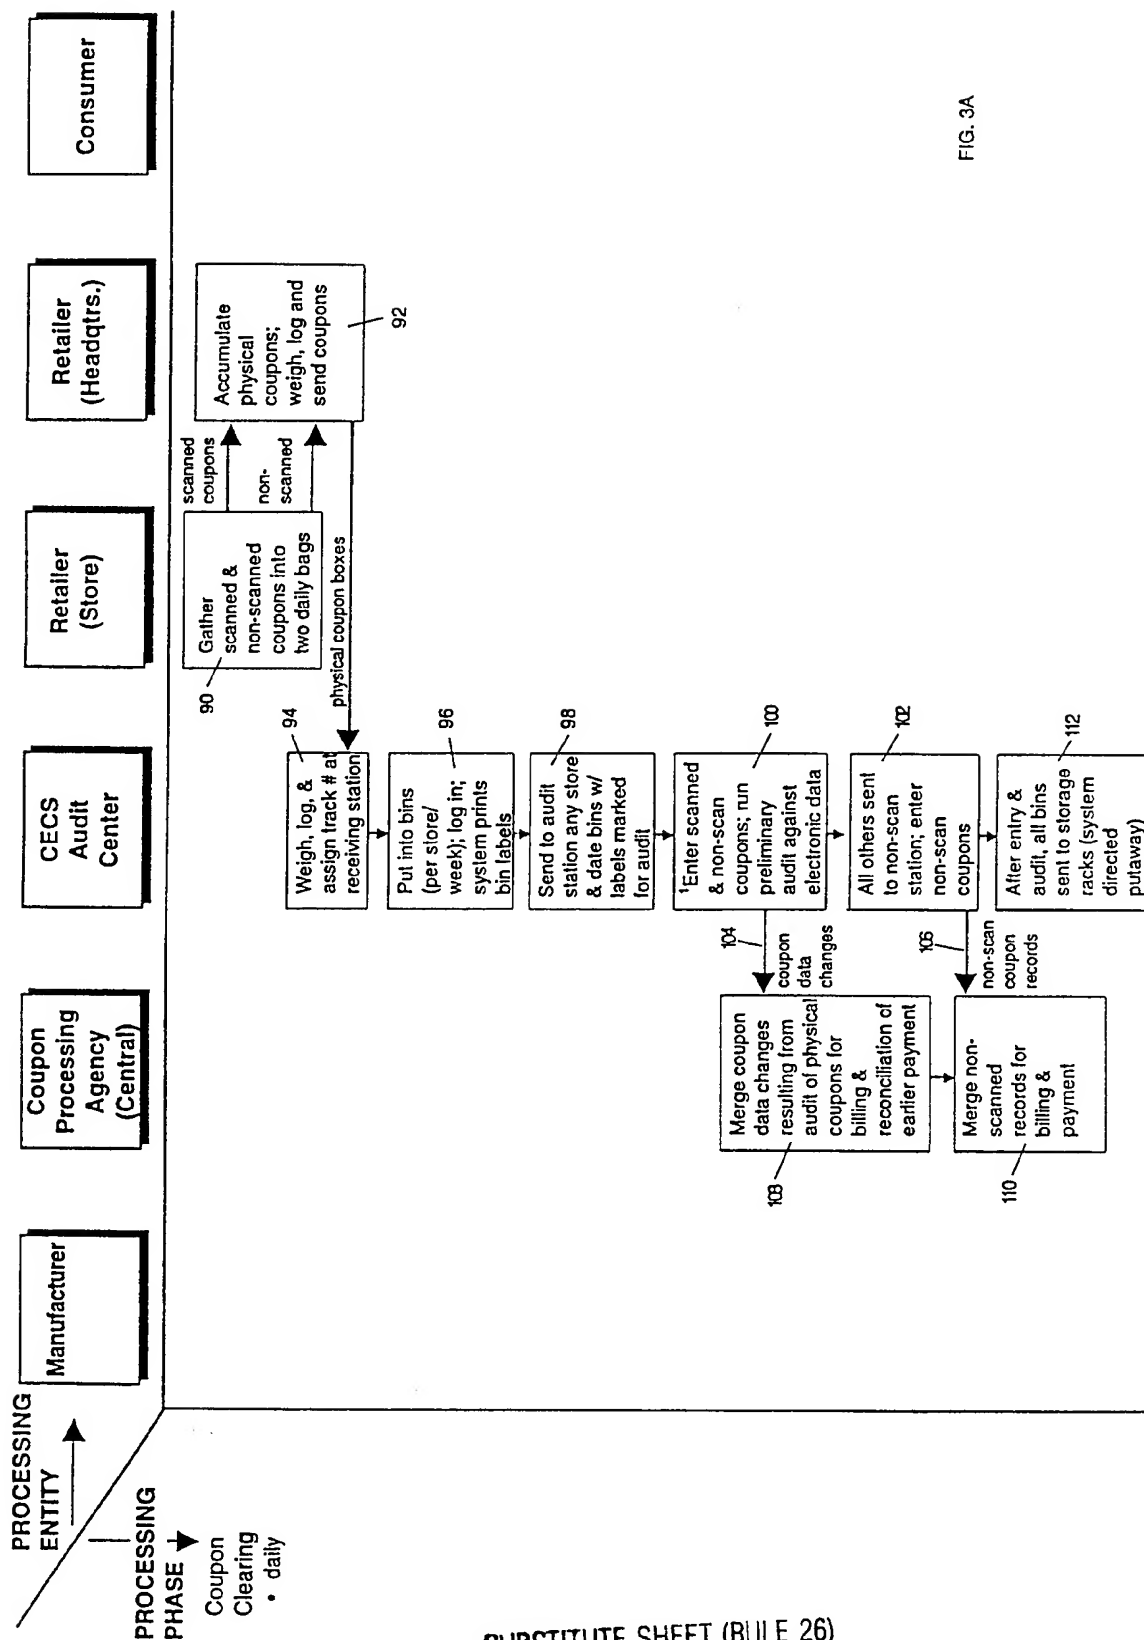 PROCESSING
ENTITY
PROCESSING
PHASE
Coupon
Clearing
• daily
Manufacturer
Coupon
Processing
Agency
(Central)
CECS
Audit
Center
Retailer
(Store)
Retailer
(Headqtrs.)
Consumer
Gather
scanned &
non-scanned
coupons into
two daily bags
90
scanned
coupons
non-
scanned
Accumulate
physical
coupons;
weigh, log and
send coupons
92
physical coupon boxes
94
Weigh, log, &
assign track # at
receiving station
96
Put into bins
(per store/
week); log in;
system prints
bin labels
98
Send to audit
station any store
& date bins w/
labels marked
for audit
100
¹Enter scanned
& non-scan
coupons; run
preliminary
audit against
electronic data
104
coupon
data
changes
Merge coupon
data changes
resulting from
audit of physical
coupons for
billing &
reconciliation of
earlier payment
108
102
All others sent
to non-scan
station; enter
non-scan
coupons
106
non-scan
coupon
records
Merge non-
scanned
records for
billing &
payment
110
112
After entry &
audit, all bins
sent to storage
racks (system
directed
putaway)
FIG. 3A
SUBSTITUTE SHEET (RULE 26)